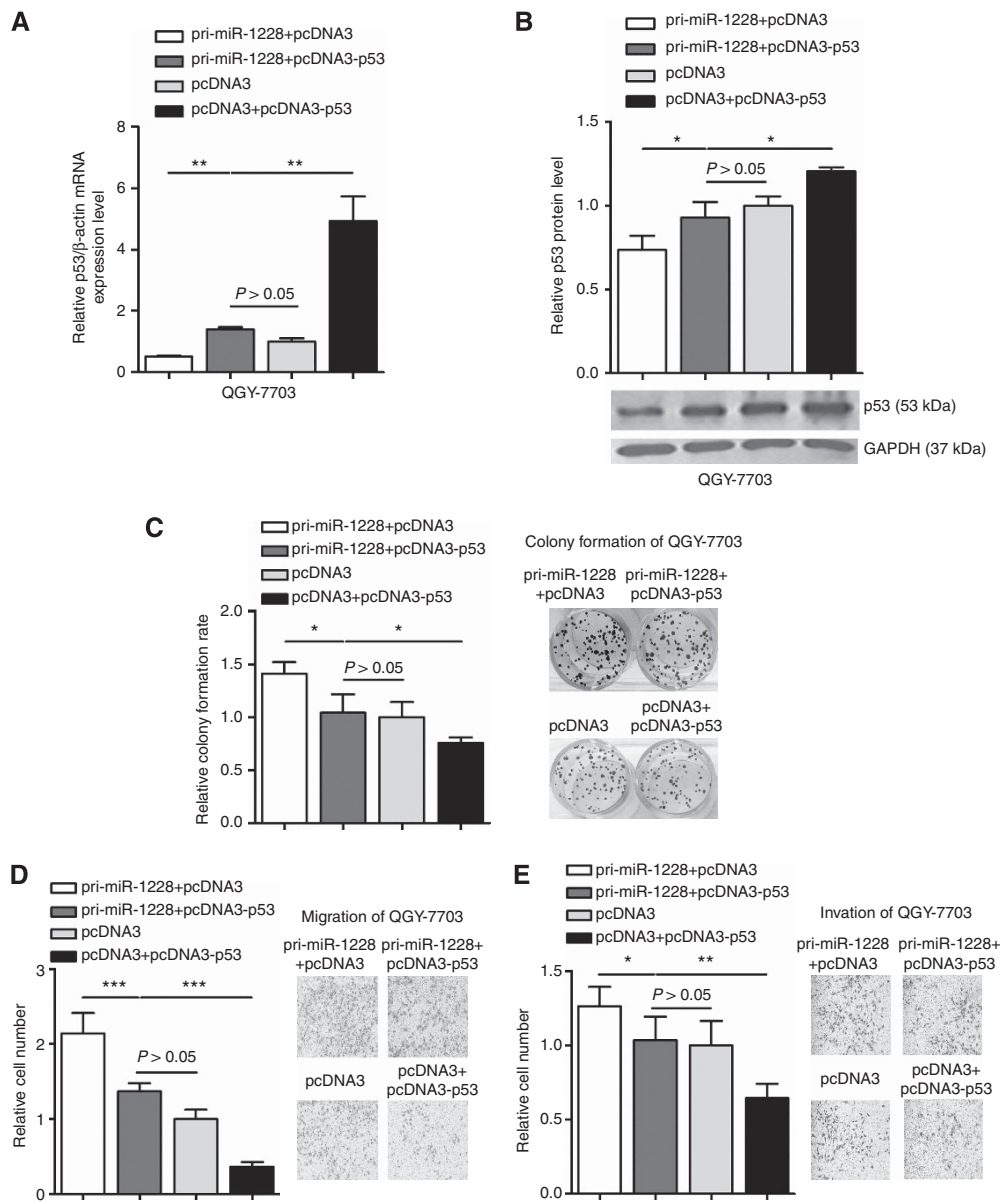 A
pri-miR-1228+pcDNA3
pri-miR-1228+pcDNA3-p53
pcDNA3
pcDNA3+pcDNA3-p53
Relative p53/β-actin mRNA
expression level
8
6
4
2
0
**
**
P > 0.05
QGY-7703
B
pri-miR-1228+pcDNA3
pri-miR-1228+pcDNA3-p53
pcDNA3
pcDNA3+pcDNA3-p53
Relative p53 protein level
1.5
1.0
0.5
0.0
*
*
P > 0.05
p53 (53 kDa)
GAPDH (37 kDa)
QGY-7703
C
pri-miR-1228+pcDNA3
pri-miR-1228+pcDNA3-p53
pcDNA3
pcDNA3+pcDNA3-p53
Relative colony formation rate
2.0
1.5
1.0
0.5
0.0
*
*
P > 0.05
Colony formation of QGY-7703
pri-miR-1228
+pcDNA3
pri-miR-1228+
pcDNA3-p53
pcDNA3
pcDNA3+
pcDNA3-p53
D
pri-miR-1228+pcDNA3
pri-miR-1228+pcDNA3-p53
pcDNA3
pcDNA3+pcDNA3-p53
Relative cell number
3
2
1
0
***
***
P > 0.05
Migration of QGY-7703
pri-miR-1228
+pcDNA3
pri-miR-1228+
pcDNA3-p53
pcDNA3
pcDNA3+
pcDNA3-p53
E
pri-miR-1228+pcDNA3
pri-miR-1228+pcDNA3-p53
pcDNA3
pcDNA3+pcDNA3-p53
Relative cell number
1.5
1.0
0.5
0.0
*
**
P > 0.05
Invation of QGY-7703
pri-miR-1228
+pcDNA3
pri-miR-1228+
pcDNA3-p53
pcDNA3
pcDNA3+
pcDNA3-p53